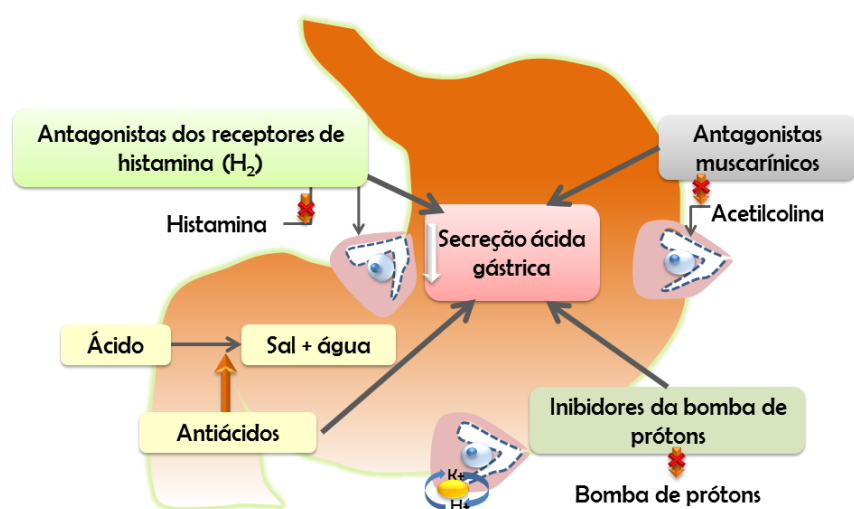 Antagonistas dos receptores de
histamina (H₂)
Antagonistas
muscarínicos
Histamina
Acetilcolina
Secreção ácida
gástrica
Ácido
Sal + água
Antiácidos
Inibidores da bomba de
prótons
K+
H+
Bomba de prótons